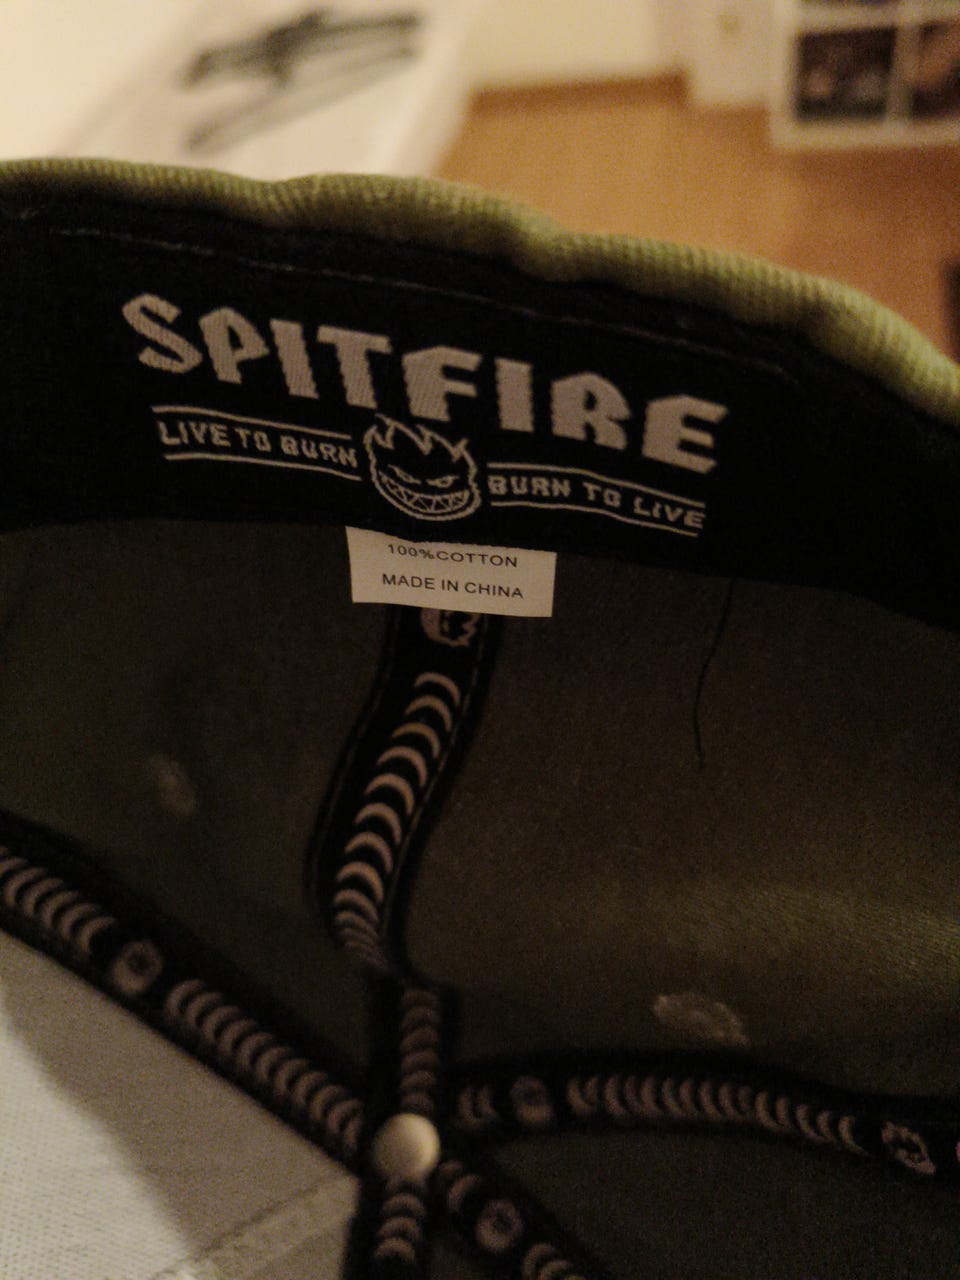 SPITFIRE
LIVE TO BURN BURN TO LIVE
100%COTTON
MADE IN CHINA